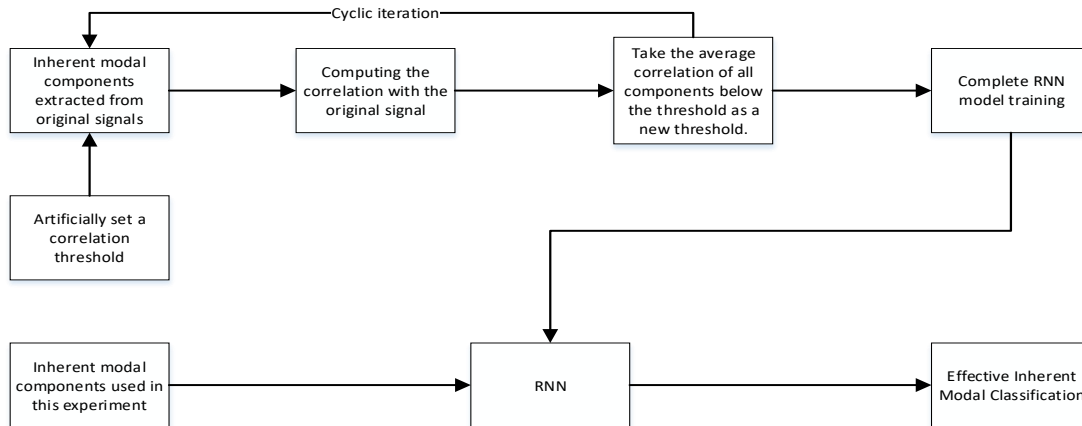 Cyclic iteration
Inherent modal
components
extracted from
original signals
Computing the
correlation with the
original signal
Take the average
correlation of all
components below
the threshold as a
new threshold.
Complete RNN
model training
Artificially set a
correlation
threshold
Inherent modal
components used in
this experiment
RNN
Effective Inherent
Modal Classification